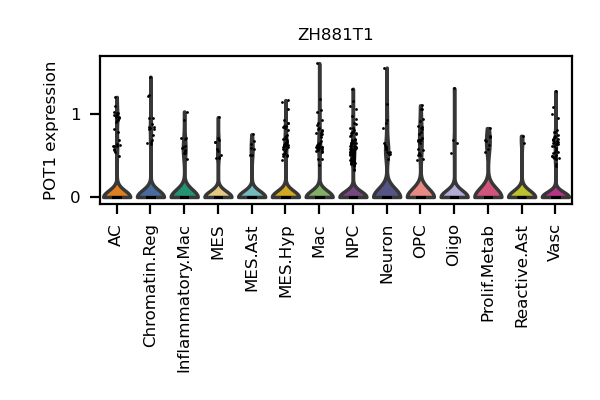 ZH881T1
POT1 expression
1
0
AC
Chromatin.Reg
Inflammatory.Mac
MES
MES.Ast
MES.Hyp
Mac
NPC
Neuron
OPC
Oligo
Prolif.Metab
Reactive.Ast
Vasc